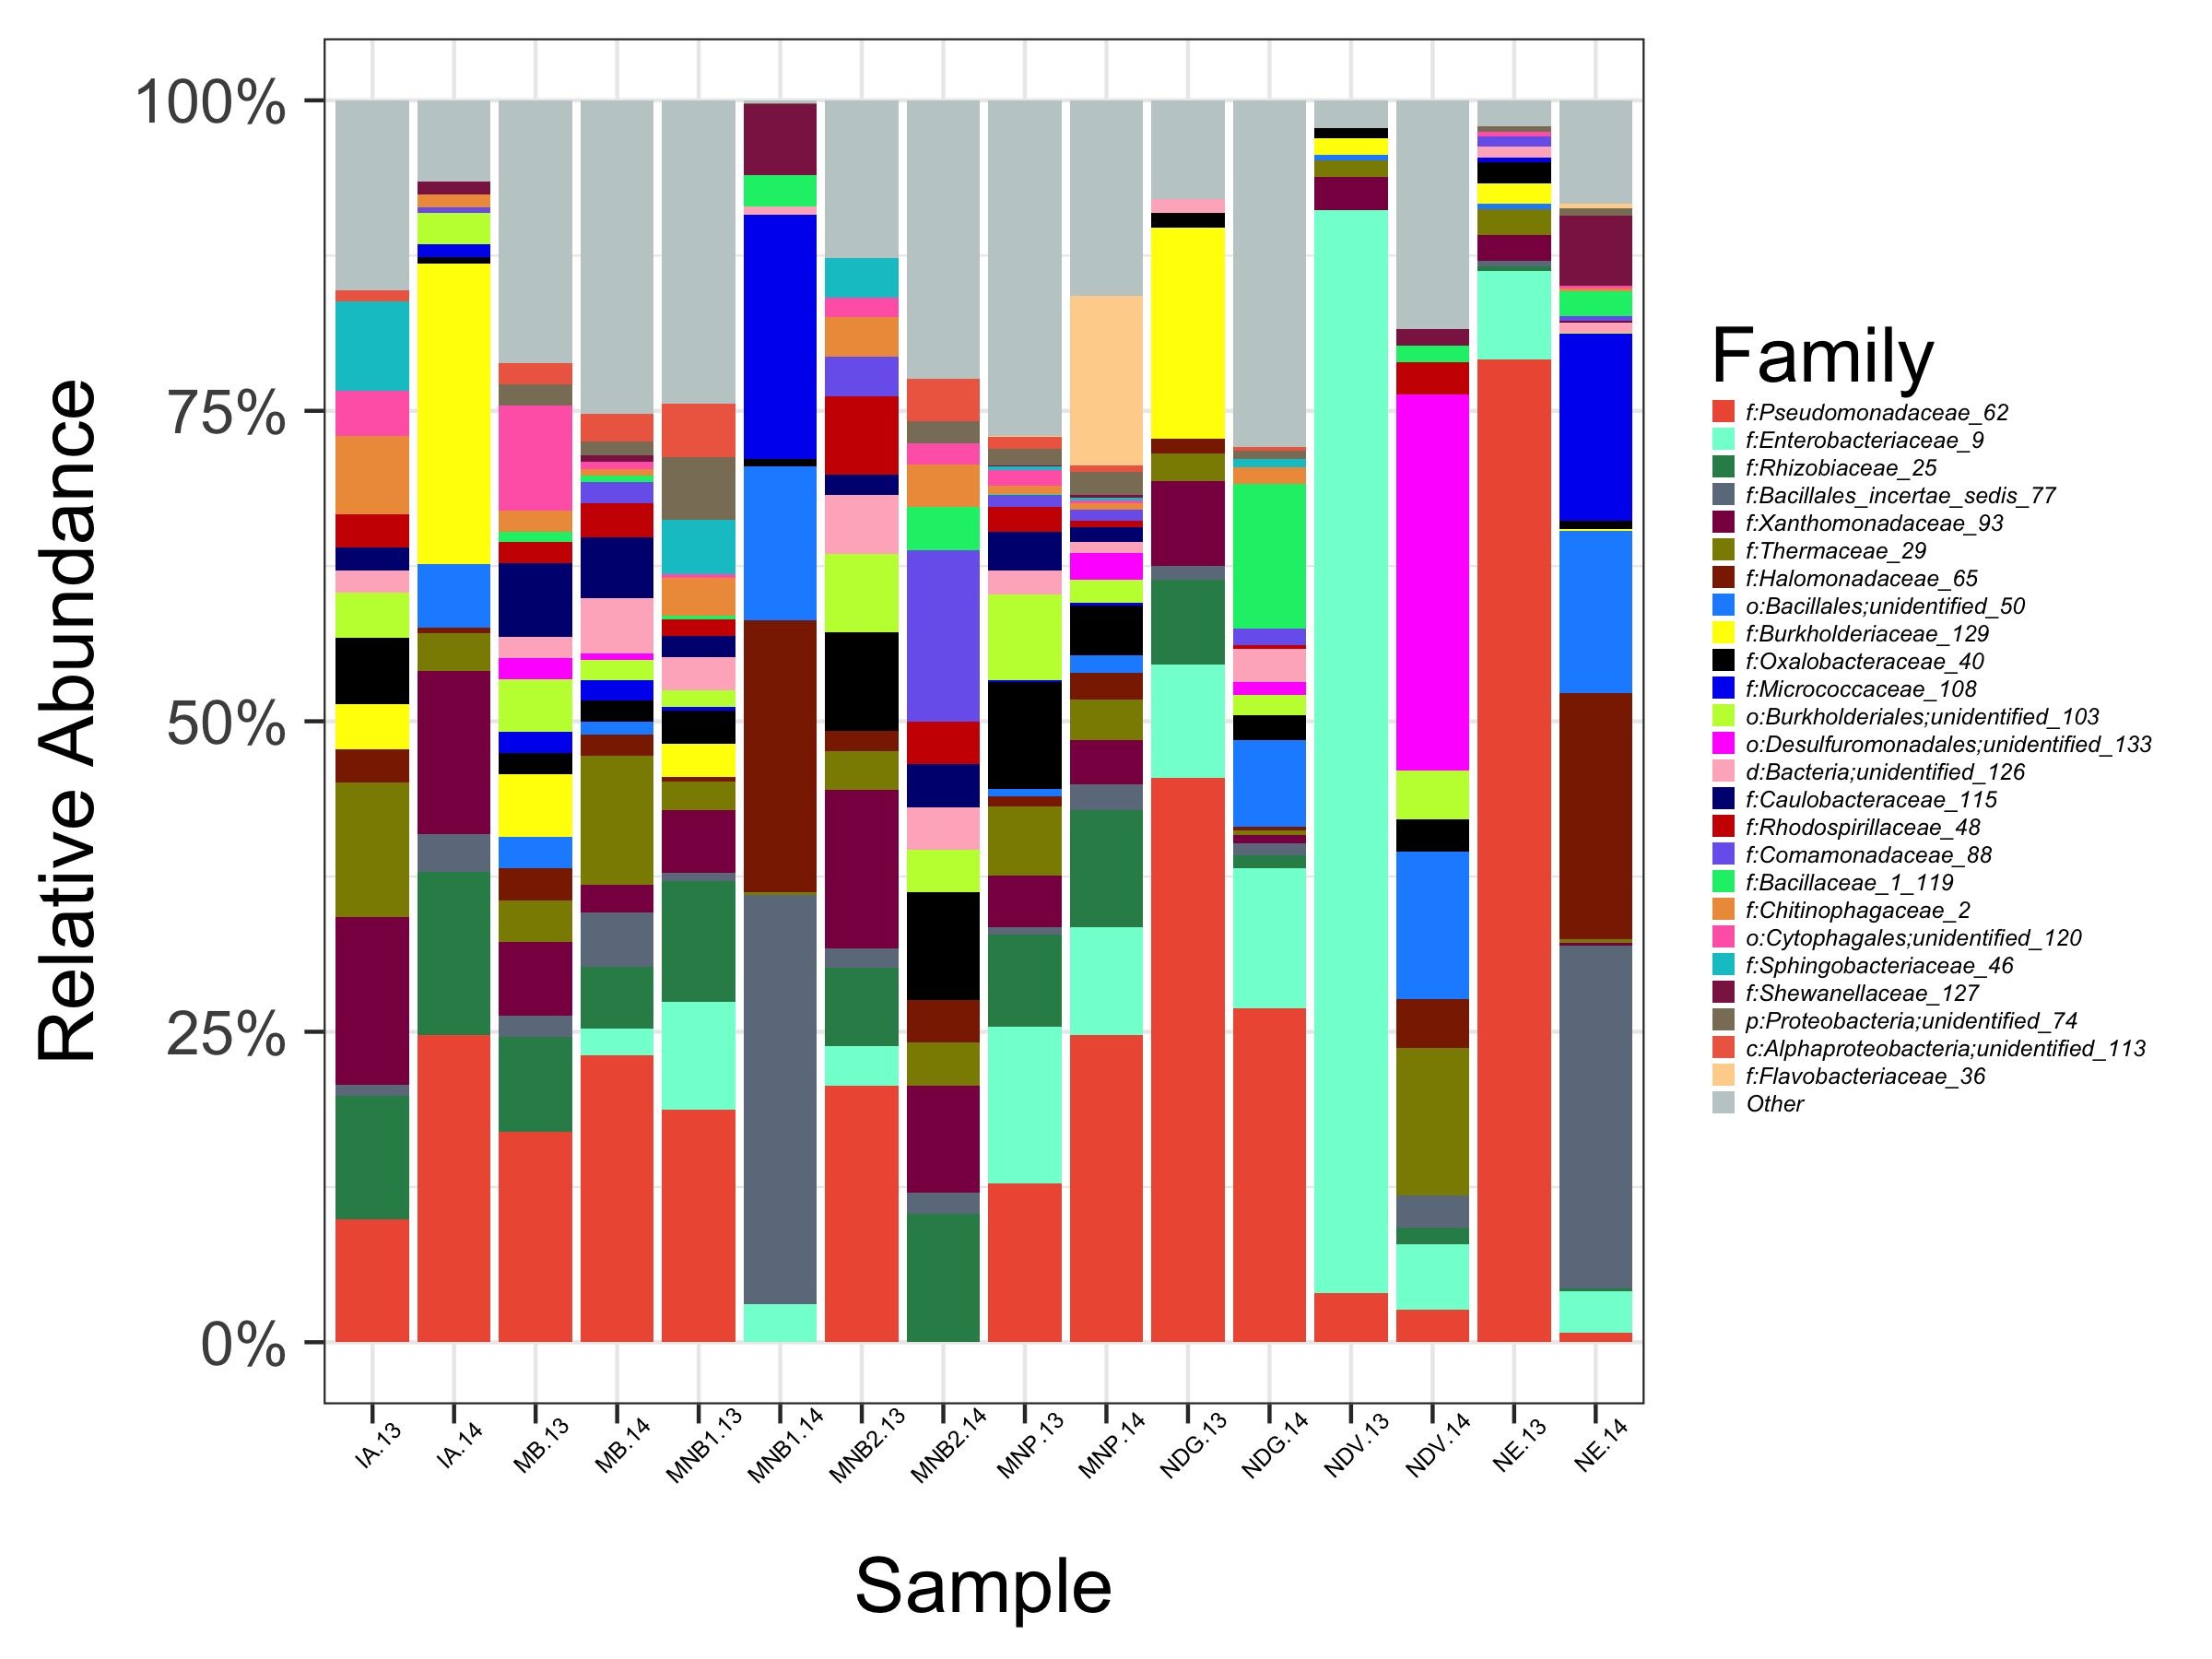 Relative Abundance
100%
75%
50%
25%
0%
IA.13
IA.14
MB.13
MB.14
MNB1.13
MNB1.14
MNB2.13
MNB2.14
MNP.13
MNP.14
NDG.13
NDG.14
NDV.13
NDV.14
NE.13
NE.14
Sample
Family
f:Pseudomonadaceae_62
f:Enterobacteriaceae_9
f:Rhizobiaceae_25
f:Bacillales_incertae_sedis_77
f:Xanthomonadaceae_93
f:Thermaceae_29
f:Halomonadaceae_65
o:Bacillales;unidentified_50
f:Burkholderiaceae_129
f:Oxalobacteraceae_40
f:Micrococcaceae_108
o:Burkholderiales;unidentified_103
o:Desulfuromonadales;unidentified_133
d:Bacteria;unidentified_126
f:Caulobacteraceae_115
f:Rhodospirillaceae_48
f:Comamonadaceae_88
f:Bacillaceae_1_119
f:Chitinophagaceae_2
o:Cytophagales;unidentified_120
f:Sphingobacteriaceae_46
f:Shewanellaceae_127
p:Proteobacteria;unidentified_74
c:Alphaproteobacteria;unidentified_113
f:Flavobacteriaceae_36
Other